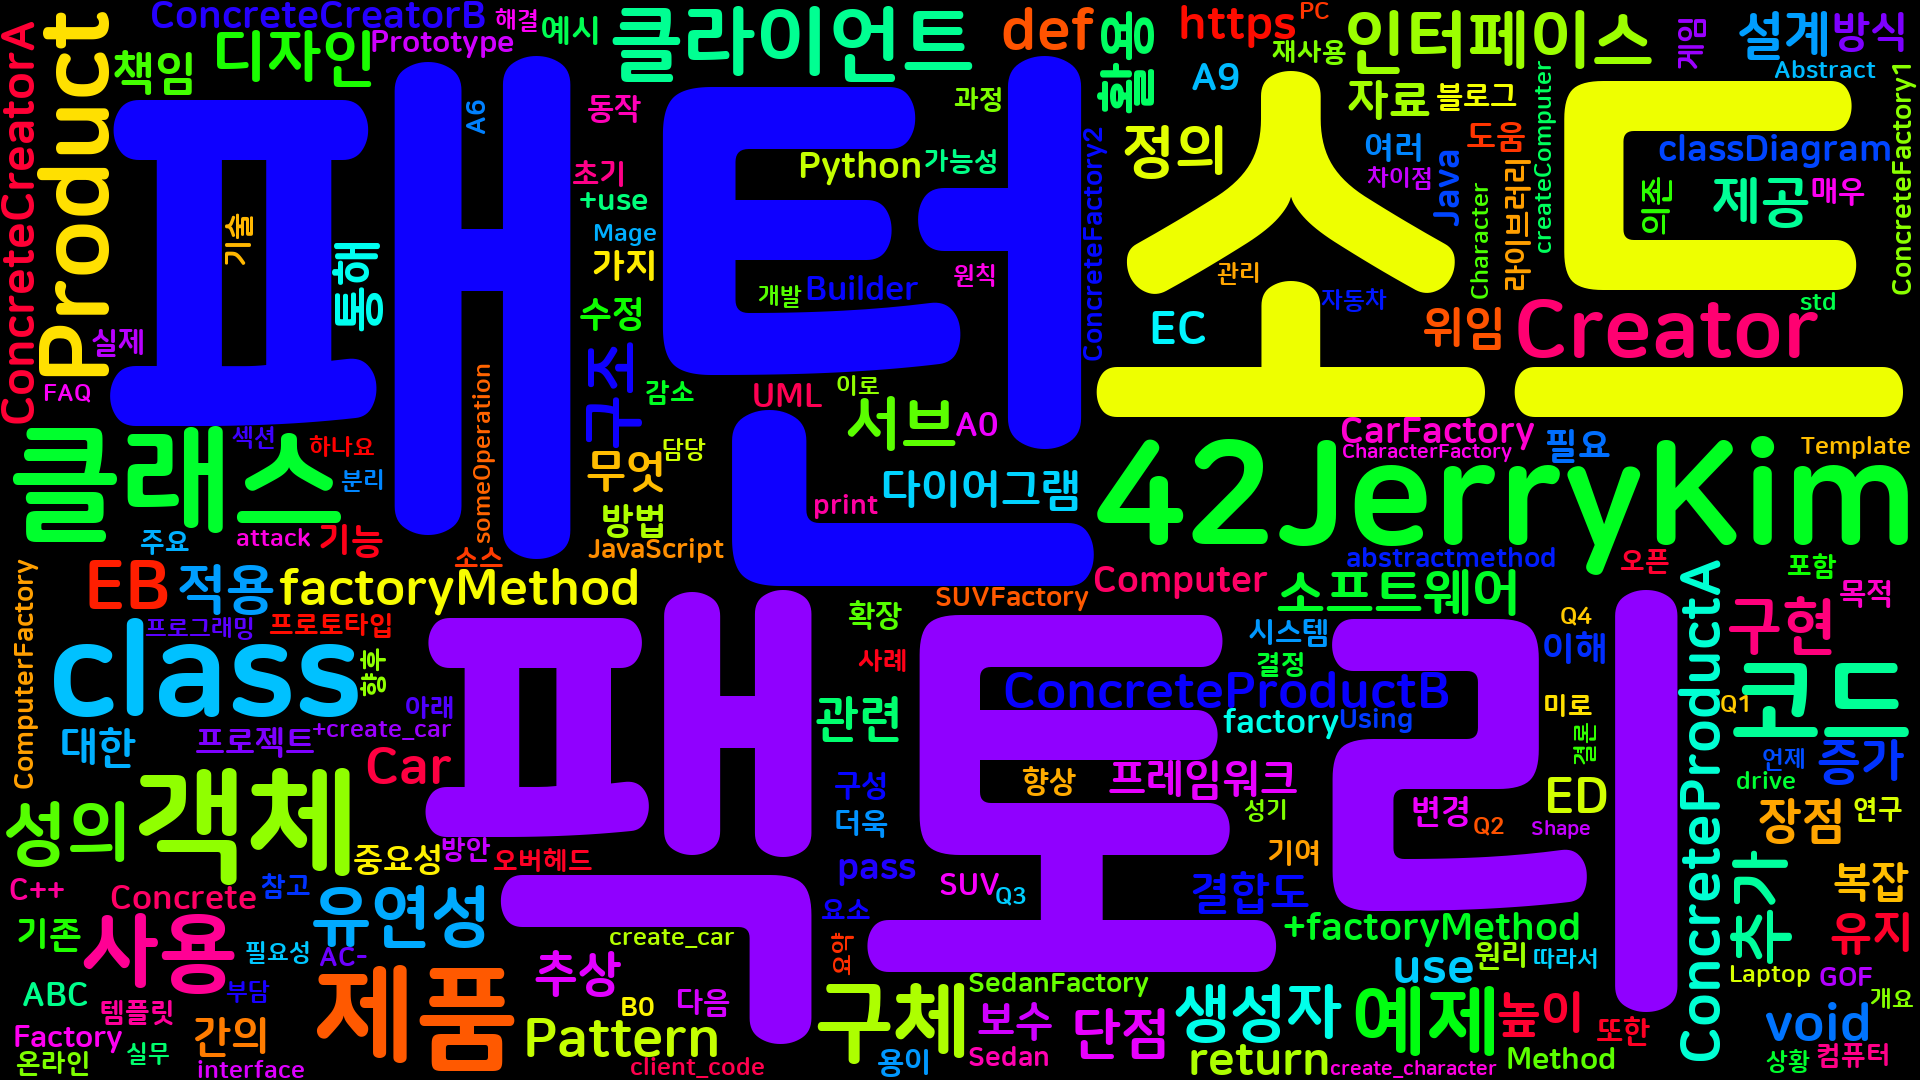 ConcreteCreatorB
해결
예시
클라이언트
def
활용
https
PC
재사용
인터페이스
게임
설계
방식
Abstract
ConcreteCreatorA
Product
책임
디자인
Prototype
A6
동작
과정
A9
자료
블로그
ConcreteFactory1
패턴
소드
정의
Python
가능성
초기
+use
Mage
가지
ConcreteFactory2
여러
차이점
도움
Java
라이브러리
createComputer
classDiagram
의존
제공
매우
Character
기술
통해
개발
Builder
원칙
관리
자동차
수정
EC
위임
Creator
std
실제
FAQ
someOperation
구조
감소
UML
이로
서브
A0
클래스
섹션
하나요
분리
무엇
담당
다이어그램
print
방법
JavaScript
CarFactory
CharacterFactory
필요
Template
42JerryKim
주요
attack
기능
소스
abstractmethod
오픈
포함
ComputerFactory
EB
적용
factoryMethod
Computer
SUVFactory
소프트웨어
Q4
목적
구현
ConcreteProductA
class
프로그래밍
프로토타입
향후
팩토리
확장
사례
시스템
결정
이해
코드
대한
프로젝트
아래
+create_car
관련
ConcreteProductB
factory
Using
미로
Q1
결론
언제
증가
Car
구성
향상
프레임워크
성기
변경
Q2
ED
Shape
drive
장점
연구
성의
객체
더욱
중요성
방안
오버헤드
기여
C++
Concrete
참고
유연성
pass
SUV
Q3
결합도
추가
복잡
기존
사용
필요성
AC-
create_car
요소
요약
+factoryMethod
유지
ABC
템플릿
부담
제품
추상
B0
다음
SedanFactory
use
원리
따라서
Laptop
GOF
개요
Factory
간의
Pattern
구체
보수
단점
생성자
예제
높이
또한
void
온라인
실무
interface
client_code
용이
Sedan
return
create_character
Method
상황
컴퓨터